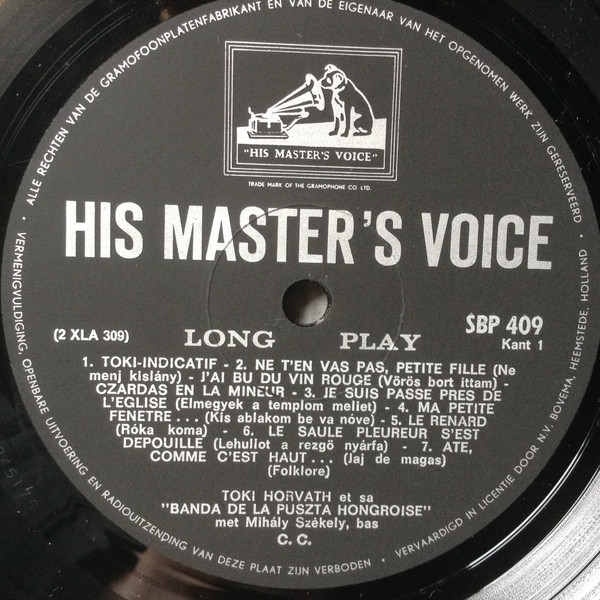 ALLE RECHTEN VAN DE GRAMOFOONPLATENFABRIKANT EN VAN DE EIGENAAR VAN HET OPGENOMEN WERK ZIJN GERESERVEERD •
"HIS MASTER'S VOICE"
TRADE MARK OF THE GRAMOPHONE CO. LTD.
HIS MASTER'S VOICE
SBP 409
(2 XLA 309)
LONG PLAY
Kant 1
1. TOKI-INDICATIF - 2. NE T'EN VAS PAS, PETITE FILLE (Ne
menj kislány) - J'AI BU DU VIN ROUGE (Vörös bort ittam) -
CZARDAS EN LA MINEUR - 3. JE SUIS PASSE PRES DE
L'EGLISE (Elmegyek a templom meliet) - 4. MA PETITE
FENETRE... (Kis ablakom be va nóve) - 5. LE RENARD
(Róka koma) - 6. LE SAULE PLEUREUR S'EST
DEPOUILLE (Lehullot a rezgö nyárfa) - 7. ATE,
COMME C'EST HAUT... (Jaj de magas)
(Folklore)
TOKI HORVATH et sa
"BANDA DE LA PUSZTA HONGROISE"
met Mihály Székely, bas
C. C.
• VERMENIGVULDIGING, OPENBARE UITVOERING EN RADIOUITZENDING VAN DEZE PLAAT ZIJN VERBODEN •
VERVAARDIGD IN LICENTIE DOOR N.V. BOVEMA, HEEMSTEDE, HOLLAND •